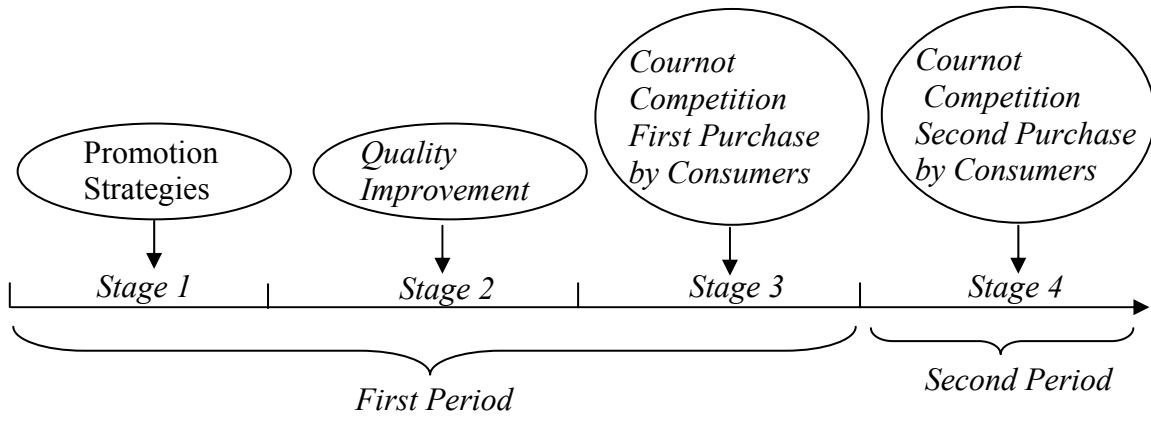 Promotion
Strategies
Quality
Improvement
Cournot
Competition
First Purchase
by Consumers
Cournot
Competition
Second Purchase
by Consumers
Stage 1
Stage 2
Stage 3
Stage 4
First Period
Second Period